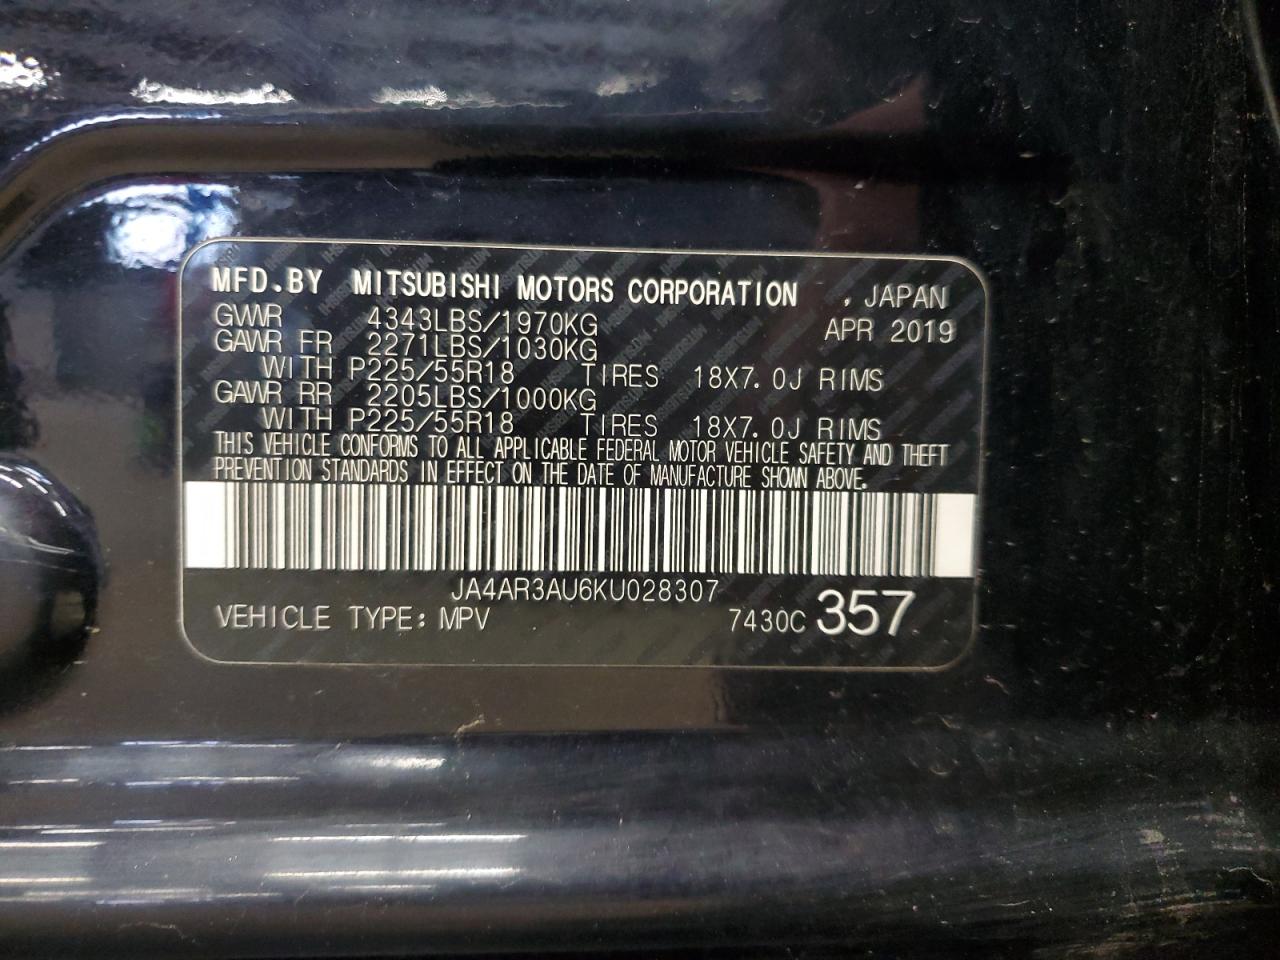 MFD.BY MITSUBISHI MOTORS CORPORATION , JAPAN
GVWR 4343LBS/1970KG APR 2019
GAWR FR 2271LBS/1030KG
WITH P225/55R18 TIRES 18X7.0J RIMS
GAWR RR 2205LBS/1000KG
WITH P225/55R18 TIRES 18X7.0J RIMS
THIS VEHICLE CONFORMS TO ALL APPLICABLE FEDERAL MOTOR VEHICLE SAFETY AND THEFT
PREVENTION STANDARDS IN EFFECT ON THE DATE OF MANUFACTURE SHOWN ABOVE.
JA4AR3AU6KU028307
VEHICLE TYPE: MPV 7430C 357